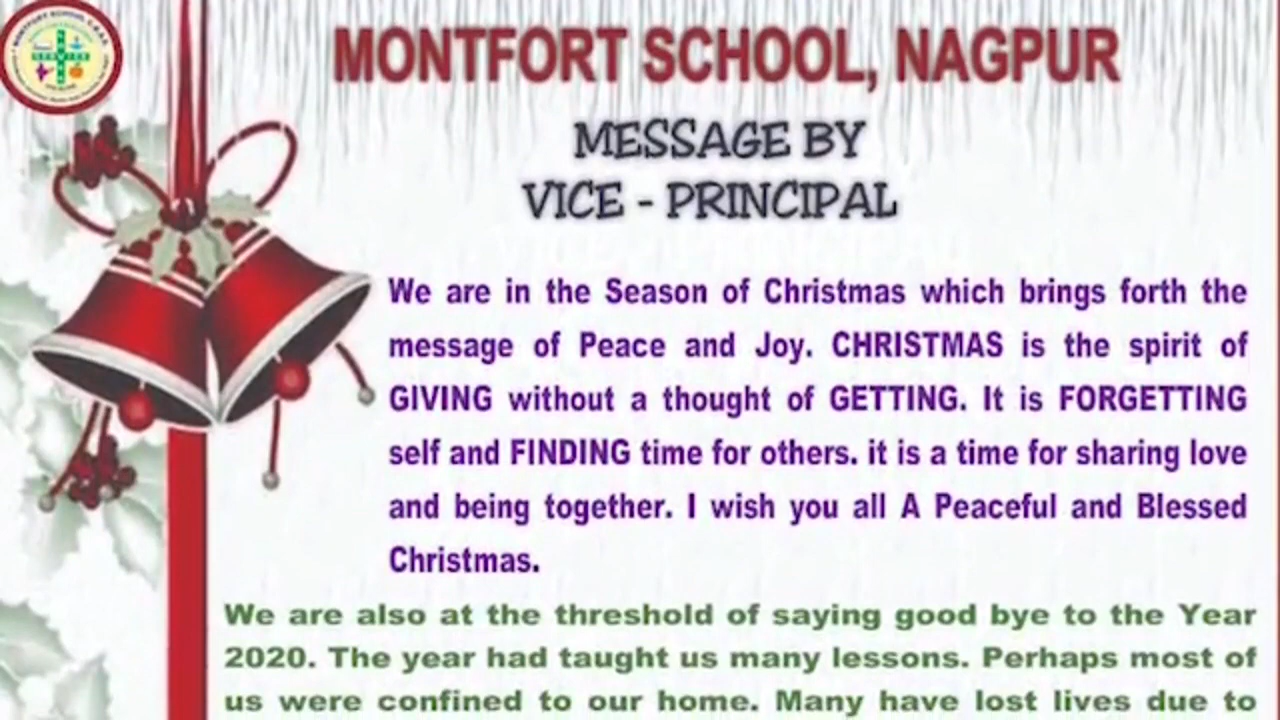 MONTFORT SCHOOL, NAGPUR
MESSAGE BY
VICE - PRINCIPAL
We are in the Season of Christmas which brings forth the
message of Peace and Joy. CHRISTMAS is the spirit of
GIVING without a thought of GETTING. It is FORGETTING
self and FINDING time for others. it is a time for sharing love
and being together. I wish you all A Peaceful and Blessed
Christmas.
We are also at the threshold of saying good bye to the Year
2020. The year had taught us many lessons. Perhaps most of
us were confined to our home. Many have lost lives due to